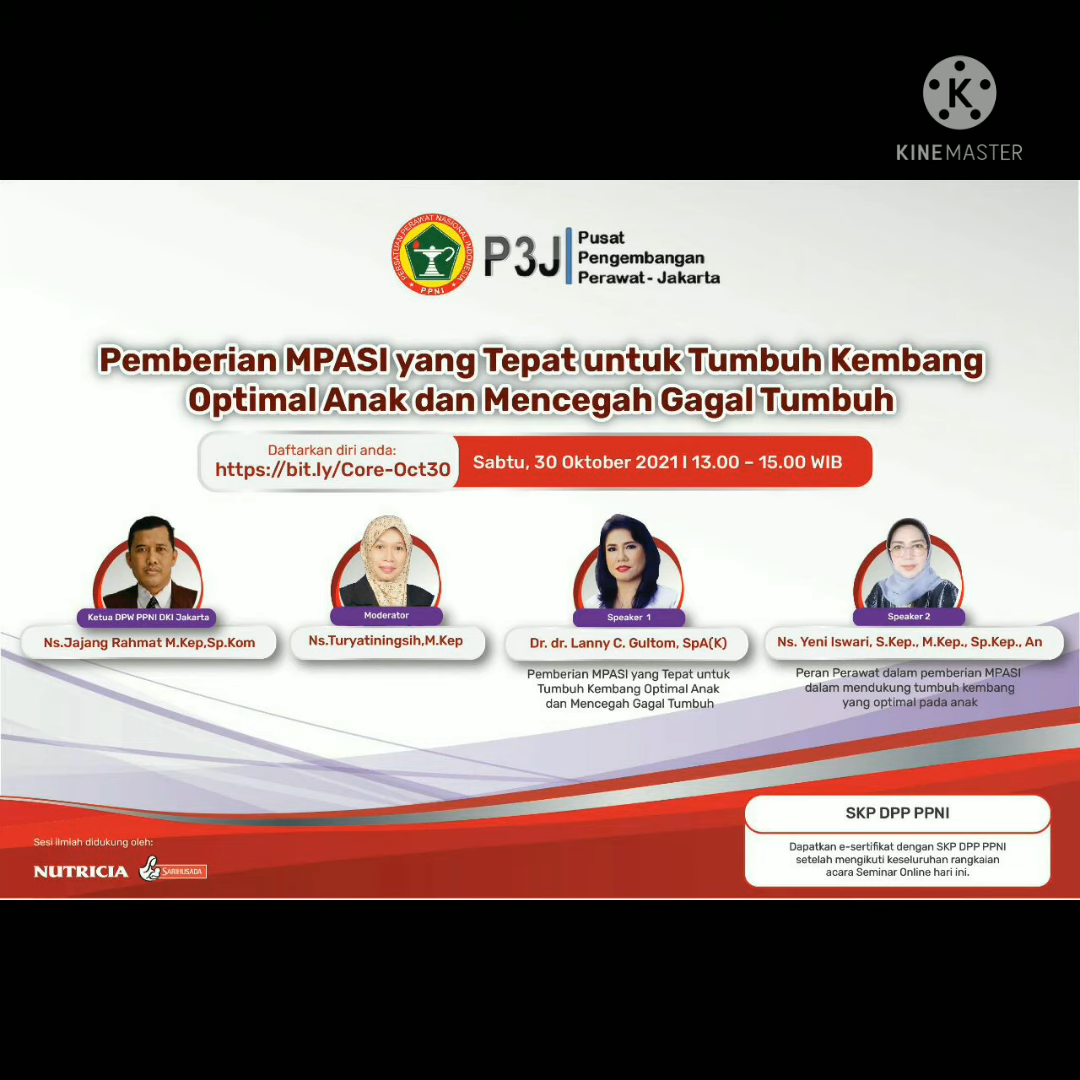 K
KINEMASTER
PERSATUAN PERAWAT NASIONAL INDONESIA
PPNI
P3J
Pusat
Pengembangan
Perawat - Jakarta
Pemberian MPASI yang Tepat untuk Tumbuh Kembang
Optimal Anak dan Mencegah Gagal Tumbuh
Daftarkan diri anda:
https://bit.ly/Core-Oct30
Sabtu, 30 Oktober 2021 I 13.00 – 15.00 WIB
Ketua DPW PPNI DKI Jakarta
Ns.Jajang Rahmat M.Kep,Sp.Kom
Moderator
Ns.Turyatiningsih,M.Kep
Speaker 1
Dr. dr. Lanny C. Gultom, SpA(K)
Pemberian MPASI yang Tepat untuk
Tumbuh Kembang Optimal Anak
dan Mencegah Gagal Tumbuh
Speaker 2
Ns. Yeni Iswari, S.Kep., M.Kep., Sp.Kep., An
Peran Perawat dalam pemberian MPASI
dalam mendukung tumbuh kembang
yang optimal pada anak
Sesi ilmiah didukung oleh:
NUTRICIA
SARIHUSADA
SKP DPP PPNI
Dapatkan e-sertifikat dengan SKP DPP PPNI
setelah mengikuti keseluruhan rangkaian
acara Seminar Online hari ini.